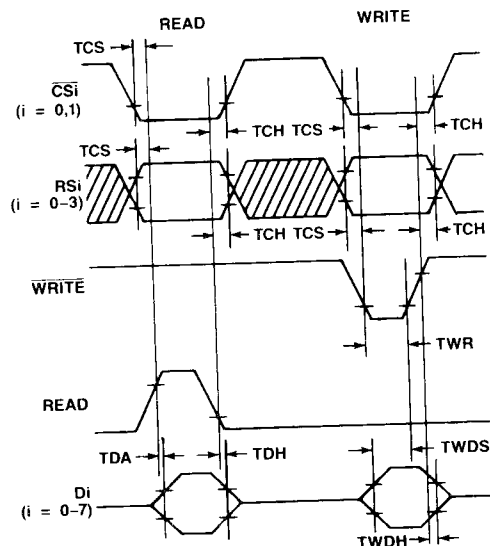 READ WRITE
TCS
CSi
(i = 0,1)
TCH TCS TCH
TCS
RSi
(i = 0–3)
TCH TCS TCH
WRITE
TWR
READ
TDA TDH TWDS
Di
(i = 0–7)
TWDH